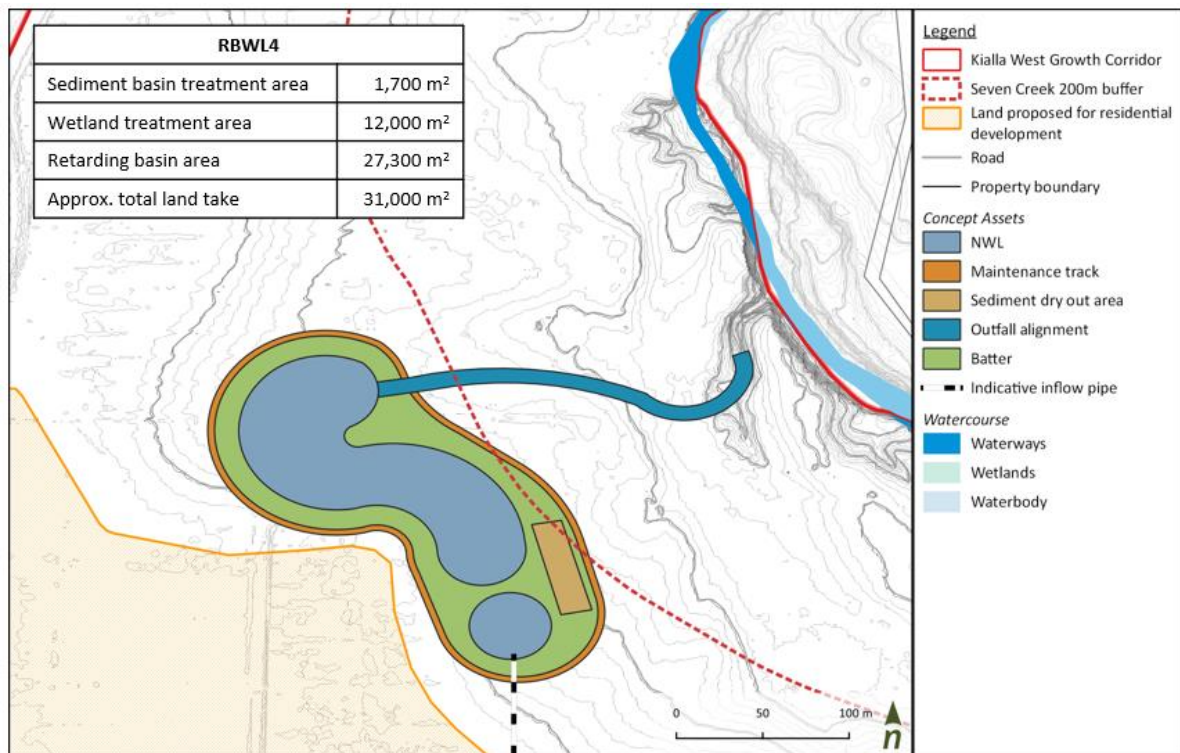 RBWL4
Sediment basin treatment area 1,700 m²
Wetland treatment area 12,000 m²
Retarding basin area 27,300 m²
Approx. total land take 31,000 m²
0 50 100 m
n
Legend
Kialla West Growth Corridor
Seven Creek 200m buffer
Land proposed for residential
development
Road
Property boundary
Concept Assets
NWL
Maintenance track
Sediment dry out area
Outfall alignment
Batter
Indicative inflow pipe
Watercourse
Waterways
Wetlands
Waterbody